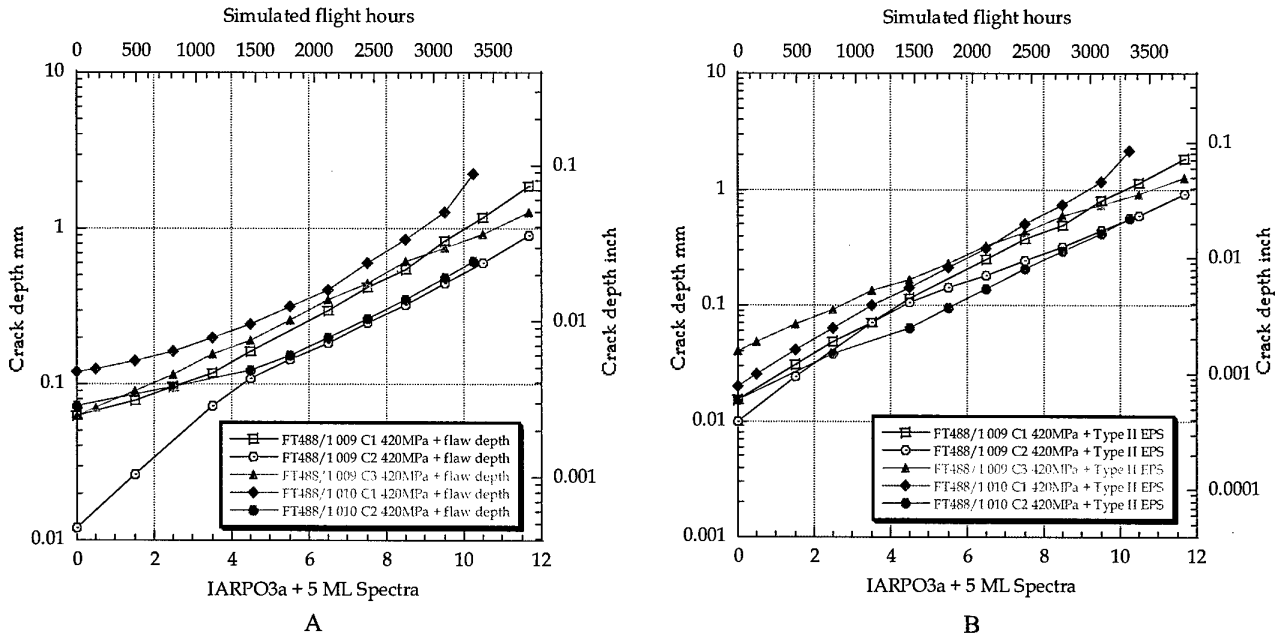 Simulated flight hours
0 500 1000 1500 2000 2500 3000 3500
10
1
0.1
0.01
Crack depth mm
0.1
0.01
0.001
Crack depth inch
FT488/1 009 C1 420MPa + flaw depth
FT488/1 009 C2 420MPa + flaw depth
FT488/1 009 C3 420MPa + flaw depth
FT488/1 010 C1 420MPa + flaw depth
FT488/1 010 C2 420MPa + flaw depth
0 2 4 6 8 10 12
IARPO3a + 5 ML Spectra
A
Simulated flight hours
0 500 1000 1500 2000 2500 3000 3500
10
1
0.1
0.01
0.001
Crack depth mm
0.1
0.01
0.001
0.0001
Crack depth inch
FT488/1 009 C1 420MPa + Type II EPS
FT488/1 009 C2 420MPa + Type II EPS
FT488/1 009 C3 420MPa + Type II EPS
FT488/1 010 C1 420MPa + Type II EPS
FT488/1 010 C2 420MPa + Type II EPS
0 2 4 6 8 10 12
IARPO3a + 5 ML Spectra
B